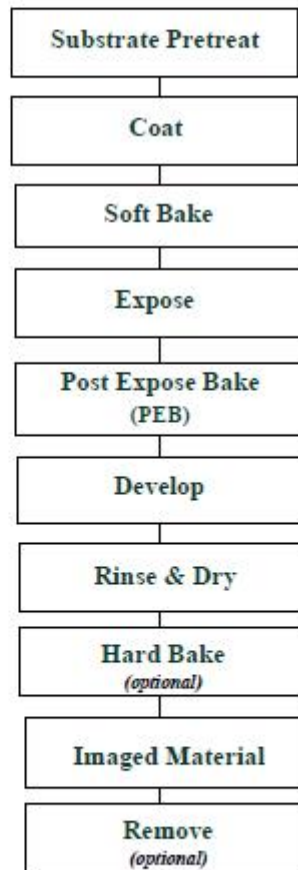 Substrate Pretreat
Coat
Soft Bake
Expose
Post Expose Bake
(PEB)
Develop
Rinse & Dry
Hard Bake
(optional)
Imaged Material
Remove
(optional)